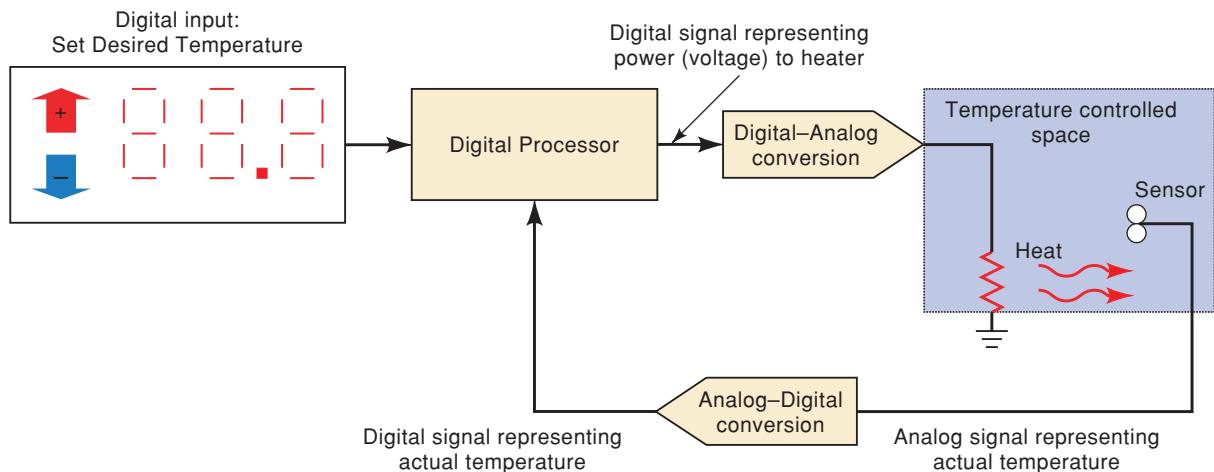 Digital input:
Set Desired Temperature
+
–
Digital Processor
Digital signal representing
power (voltage) to heater
Digital–Analog
conversion
Temperature controlled
space
Sensor
Heat
Analog–Digital
conversion
Digital signal representing
actual temperature
Analog signal representing
actual temperature